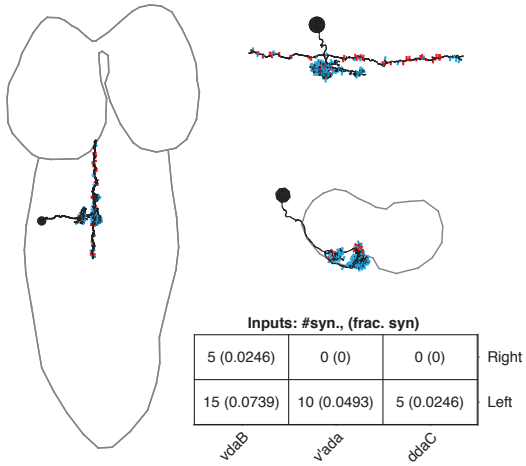 Inputs: #syn., (frac. syn)
5 (0.0246) 0 (0) 0 (0) Right
15 (0.0739) 10 (0.0493) 5 (0.0246) Left
vdaB v'ada ddaC